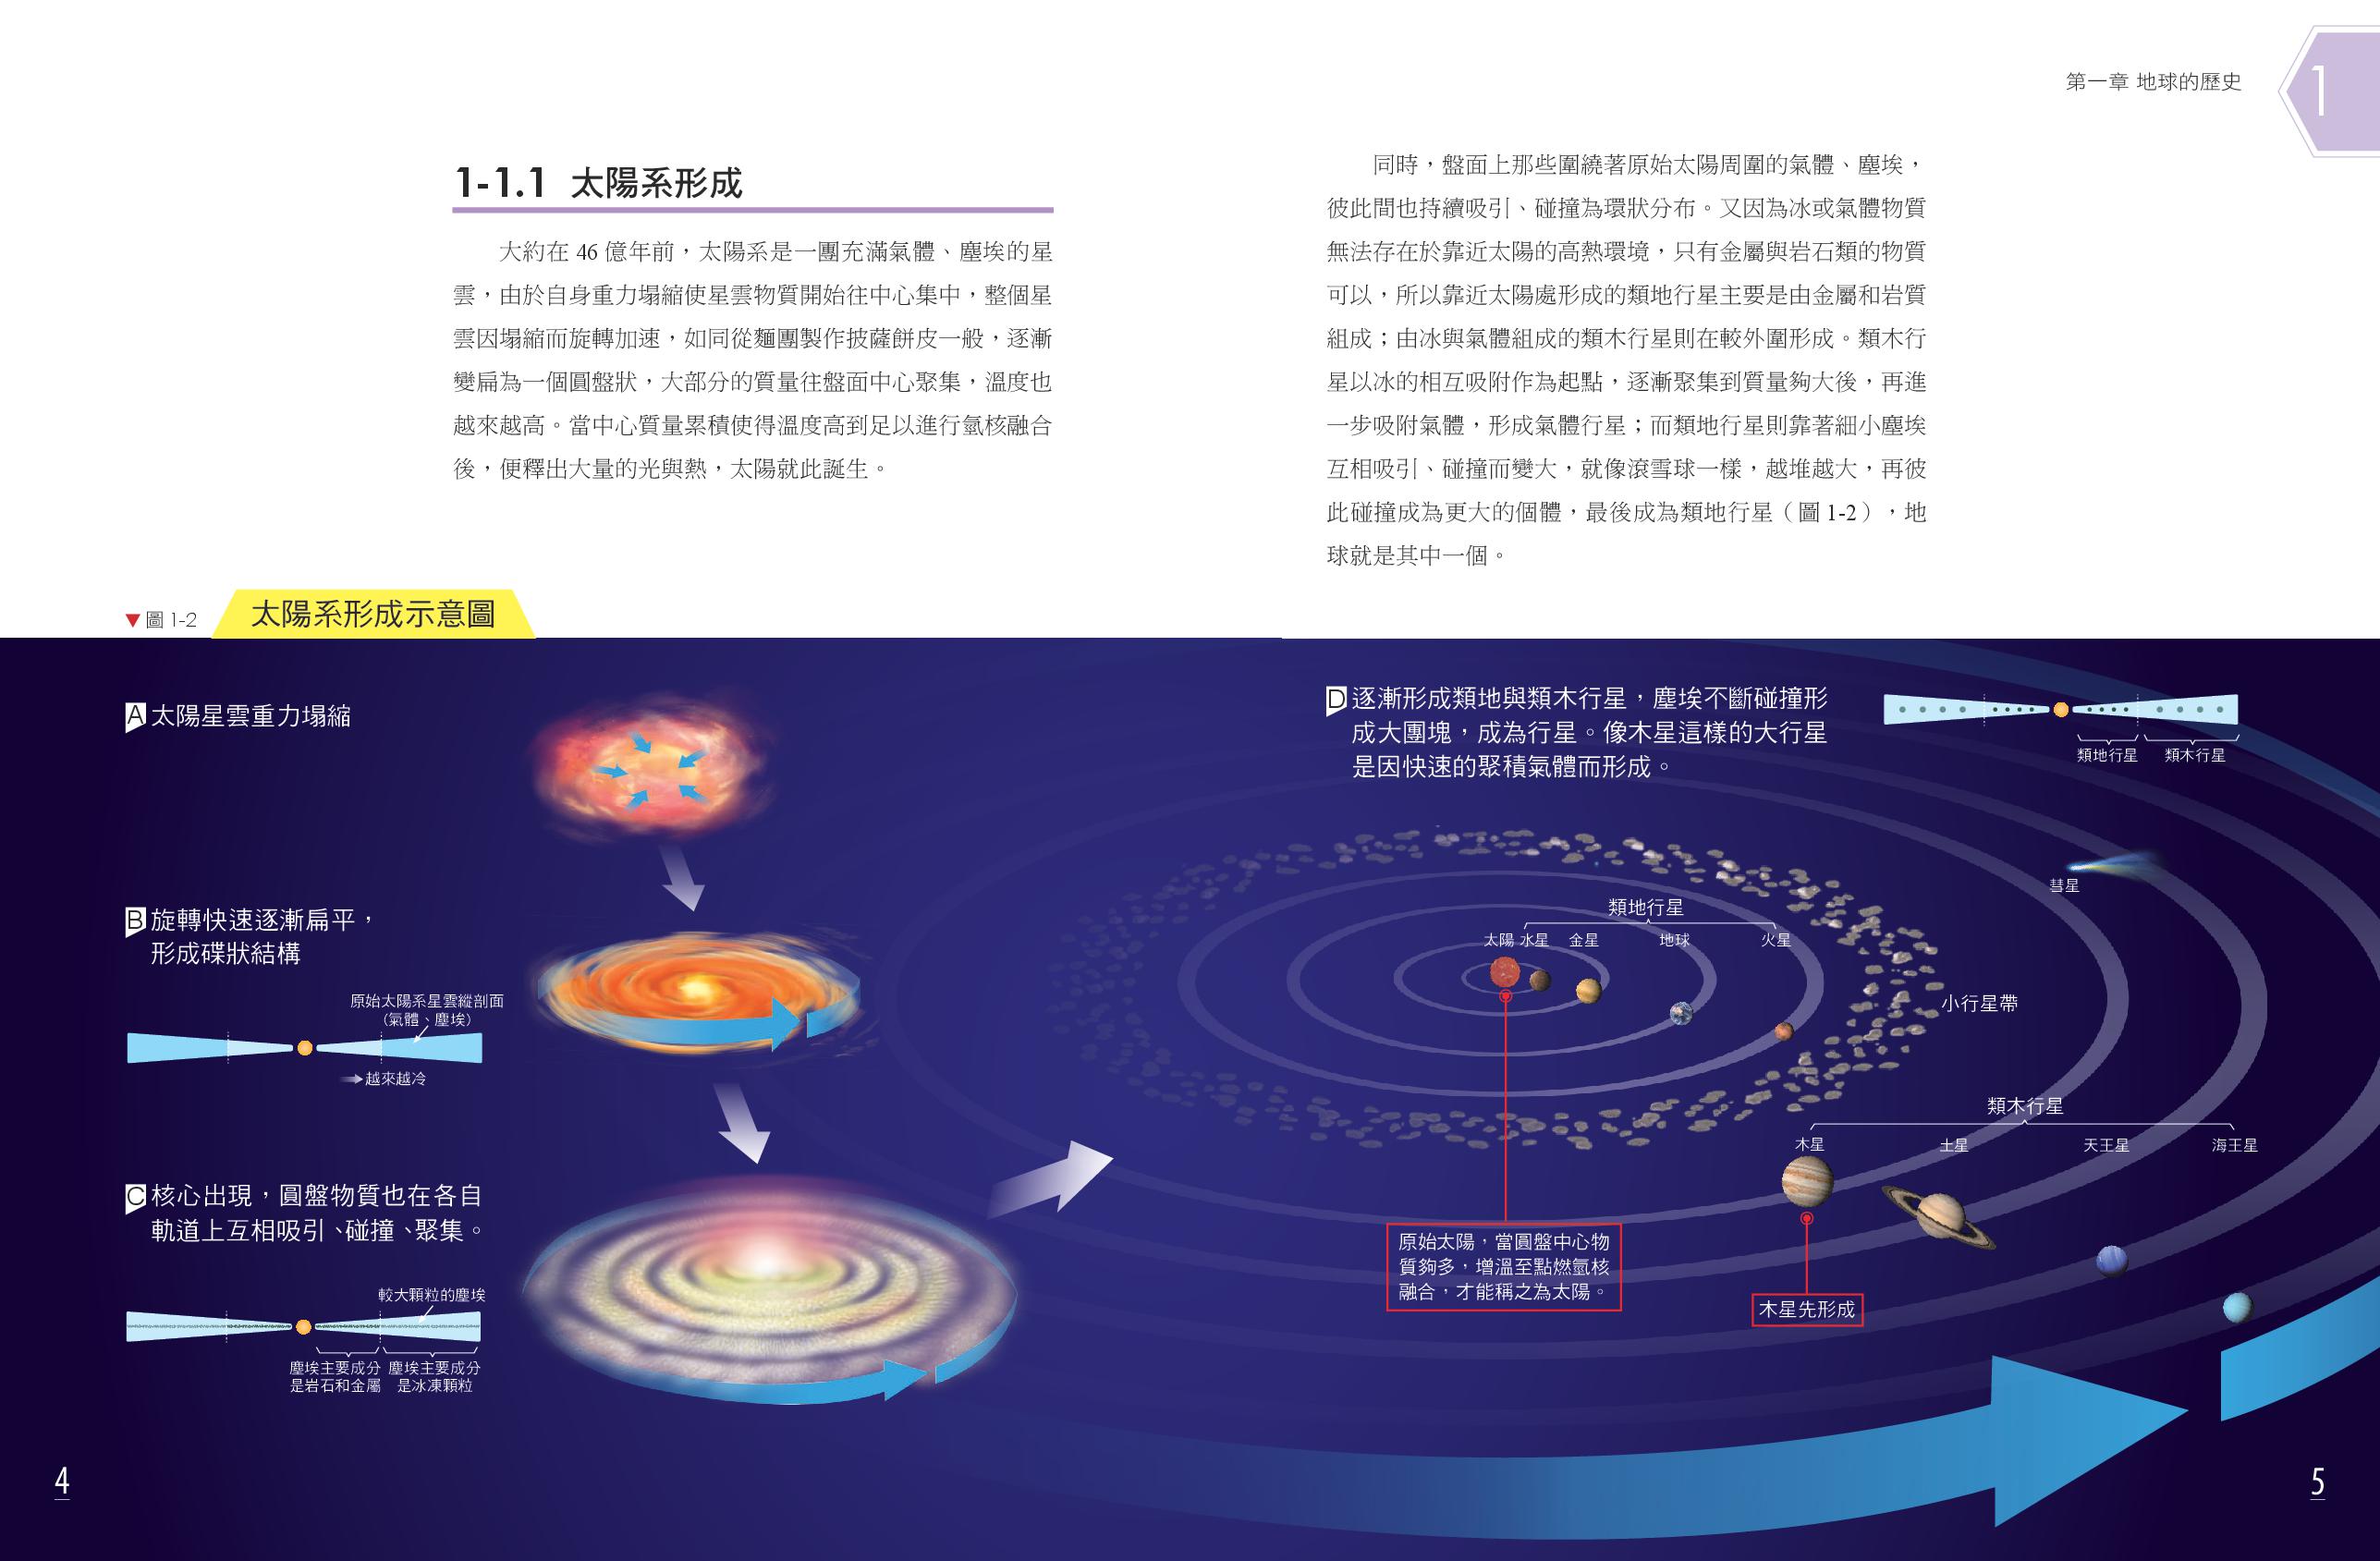 第一章 地球的歷史
1
1-1.1 太陽系形成
大約在 46 億年前，太陽系是一團充滿氣體、塵埃的星
雲，由於自身重力塌縮使星雲物質開始往中心集中，整個星
雲因塌縮而旋轉加速，如同從麵團製作披薩餅皮一般，逐漸
變扁為一個圓盤狀，大部分的質量往盤面中心聚集，溫度也
越來越高。當中心質量累積使得溫度高到足以進行氫核融合
後，便釋出大量的光與熱，太陽就此誕生。
同時，盤面上那些圍繞著原始太陽周圍的氣體、塵埃，
彼此間也持續吸引、碰撞為環狀分布。又因為冰或氣體物質
無法存在於靠近太陽的高熱環境，只有金屬與岩石類的物質
可以，所以靠近太陽處形成的類地行星主要是由金屬和岩質
組成；由冰與氣體組成的類木行星則在較外圍形成。類木行
星以冰的相互吸附作為起點，逐漸聚集到質量夠大後，再進
一步吸附氣體，形成氣體行星；而類地行星則靠著細小塵埃
互相吸引、碰撞而變大，就像滾雪球一樣，越堆越大，再彼
此碰撞成為更大的個體，最後成為類地行星（圖 1-2），地
球就是其中一個。
▼圖 1-2 太陽系形成示意圖
A 太陽星雲重力塌縮
B 旋轉快速逐漸扁平，
形成碟狀結構
原始太陽系星雲縱剖面
（氣體、塵埃）
越來越冷
C 核心出現，圓盤物質也在各自
軌道上互相吸引、碰撞、聚集。
較大顆粒的塵埃
塵埃主要成分
是岩石和金屬
塵埃主要成分
是冰凍顆粒
D 逐漸形成類地與類木行星，塵埃不斷碰撞形
成大團塊，成為行星。像木星這樣的大行星
是因快速的聚積氣體而形成。
類地行星 類木行星
彗星
類地行星
太陽 水星 金星 地球 火星
小行星帶
類木行星
木星 土星 天王星 海王星
原始太陽，當圓盤中心物
質夠多，增溫至點燃氫核
融合，才能稱之為太陽。
木星先形成
4
5